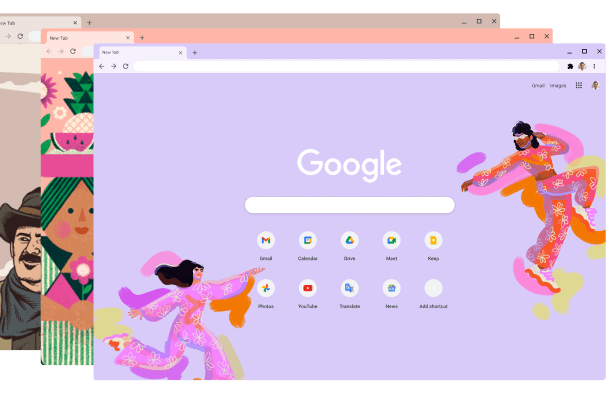 ew Tab
New Tab
New Tab
Gmail Images
Google
Gmail Calendar Drive Meet Keep
Photos YouTube Translate News Add shortcut